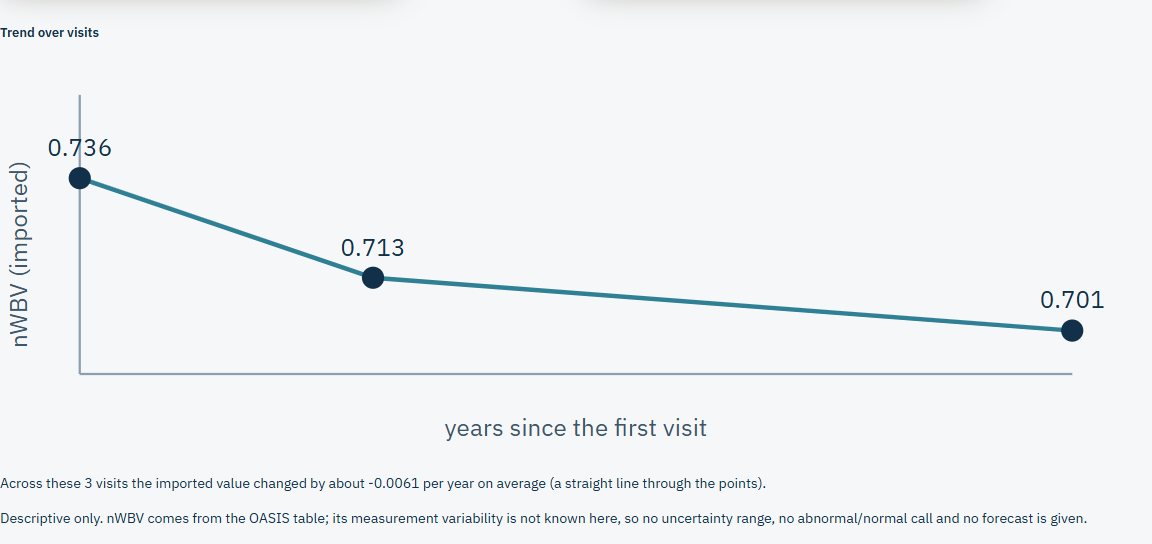 Trend over visits
0.736
0.713
0.701
nWBV (imported)
years since the first visit
Across these 3 visits the imported value changed by about -0.0061 per year on average (a straight line through the points).
Descriptive only. nWBV comes from the OASIS table; its measurement variability is not known here, so no uncertainty range, no abnormal/normal call and no forecast is given.